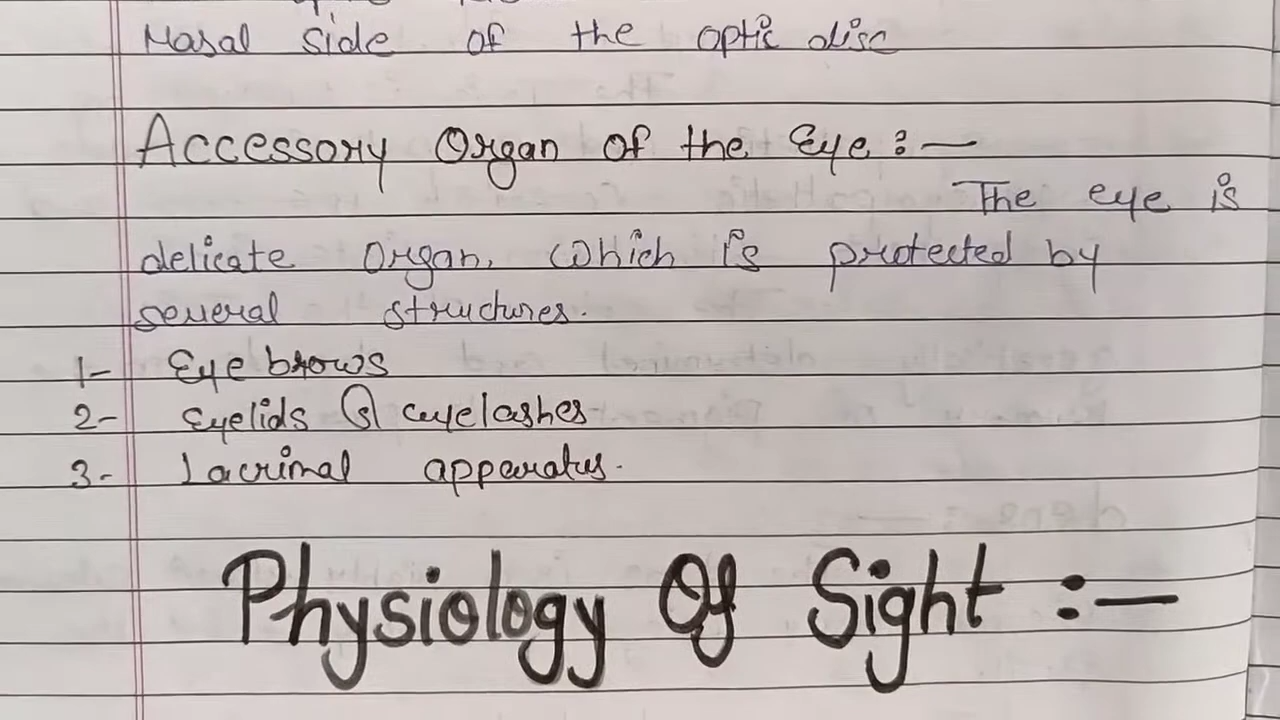 Nasal side of the optic disc
Accessory Organ of the Eye :—
The eye is
delicate organ, which is protected by
several structures.
1- Eye brows
2- Eyelids & eyelashes
3- Lacrimal apparatus.
Physiology Of Sight :—